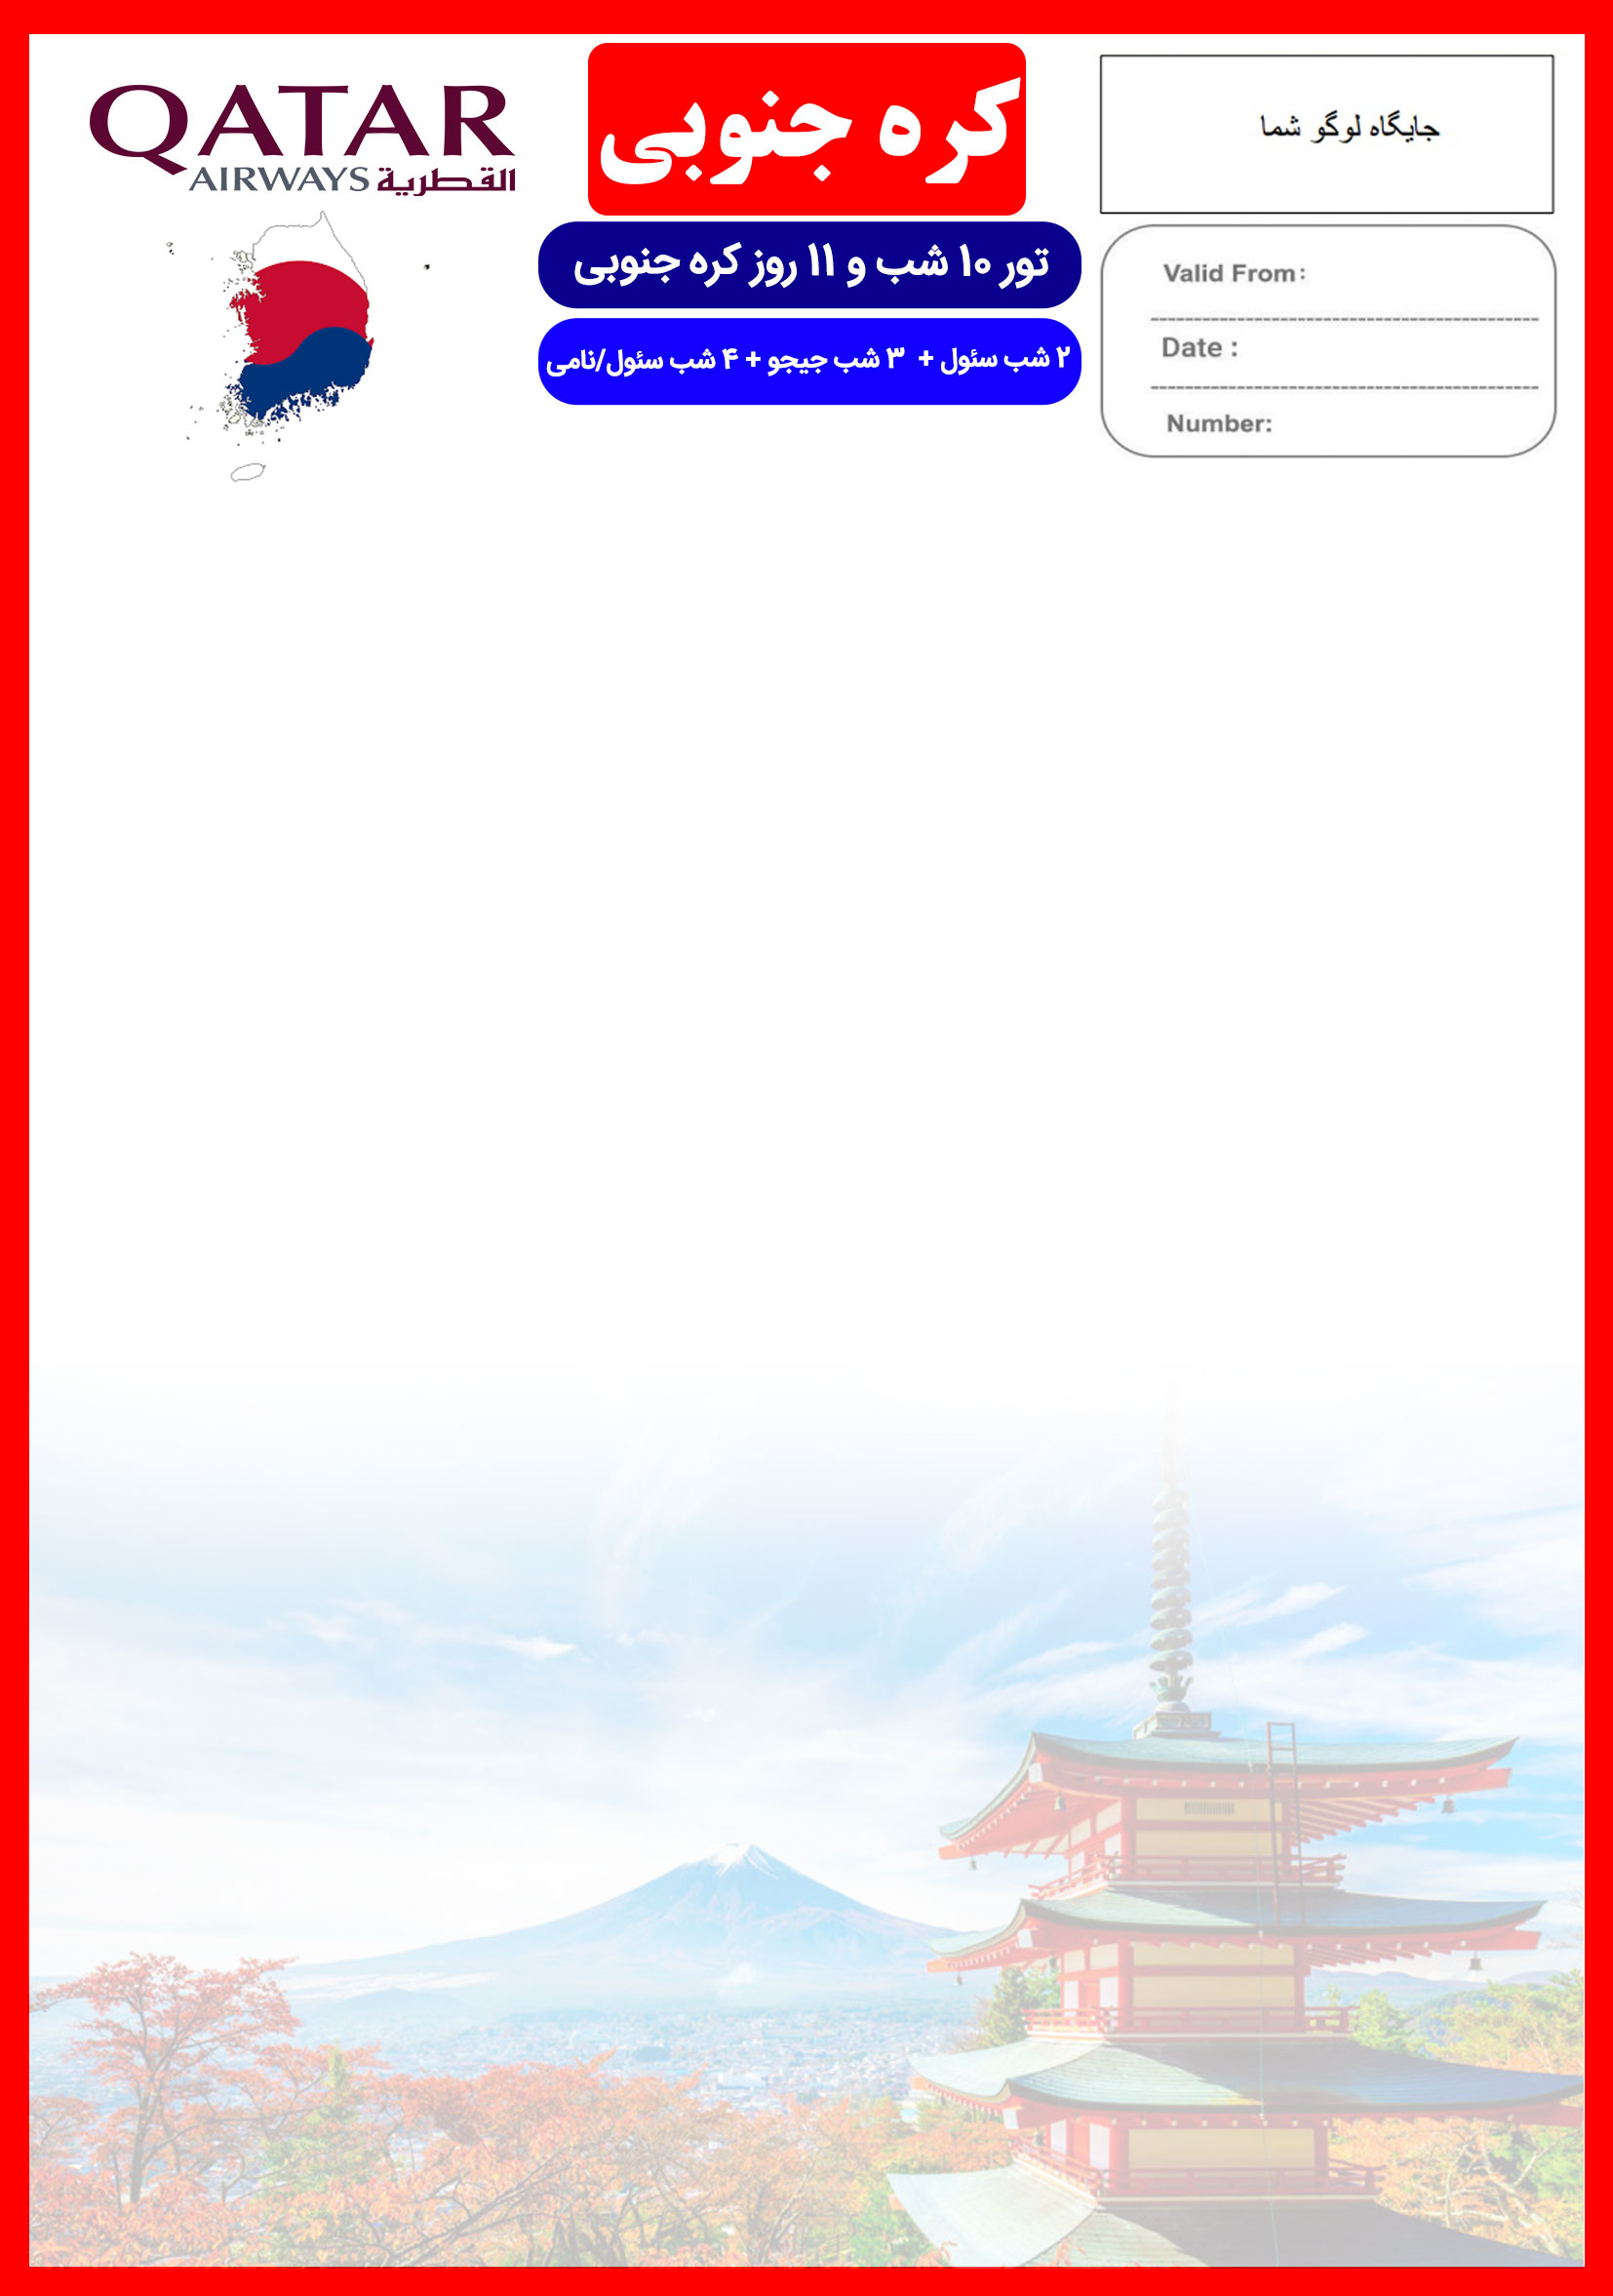 QATAR
AIRWAYS القطرية
کره جنوبی
جایگاه لوگو شما
تور ۱۰ شب و ۱۱ روز کره جنوبی
۲ شب سئول + ۳ شب جیجو + ۴ شب سئول/نامی
Valid From:
Date :
Number: